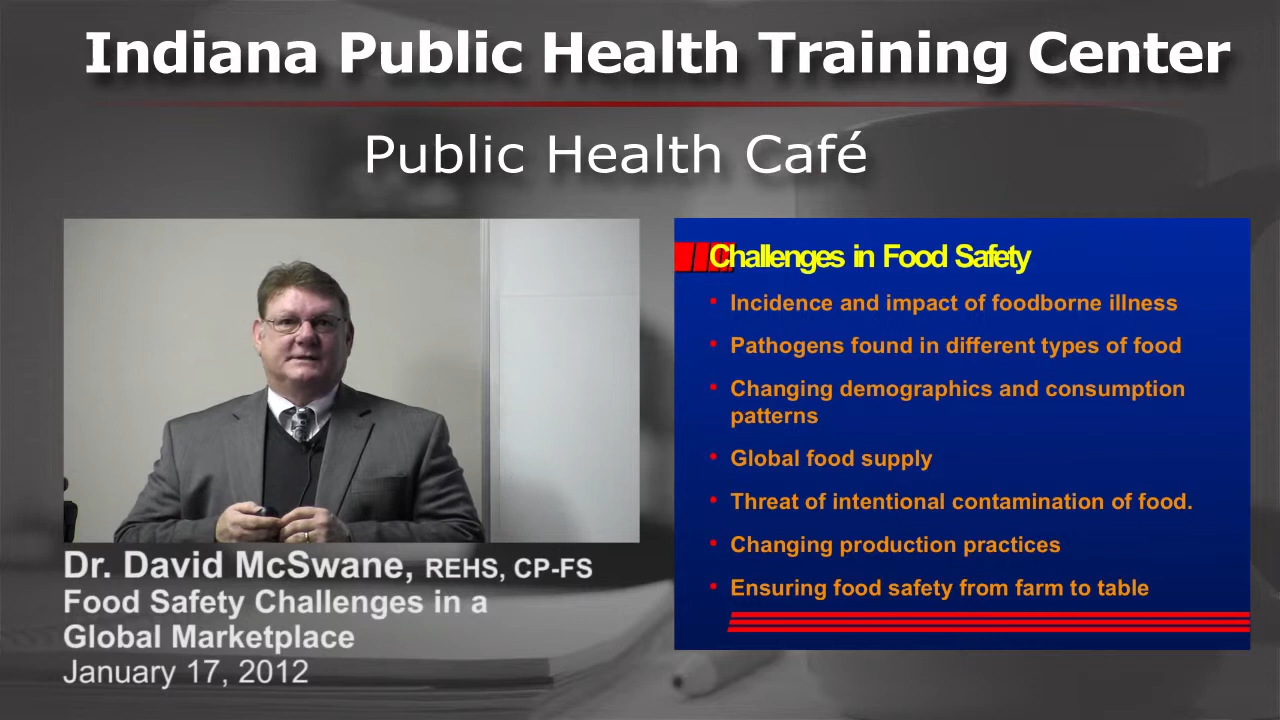 Indiana Public Health Training Center
Public Health Café
Challenges in Food Safety
• Incidence and impact of foodborne illness
• Pathogens found in different types of food
• Changing demographics and consumption
patterns
• Global food supply
• Threat of intentional contamination of food.
• Changing production practices
• Ensuring food safety from farm to table
Dr. David McSwane, REHS, CP-FS
Food Safety Challenges in a
Global Marketplace
January 17, 2012